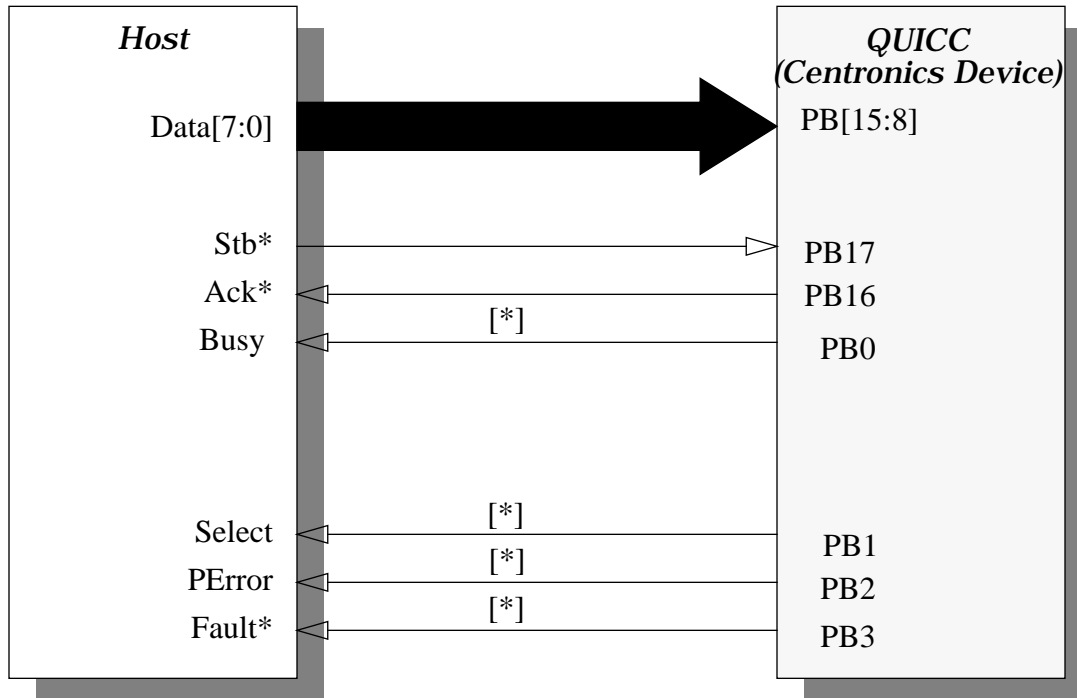 Host
QUICC
(Centronics Device)
Data[7:0]
PB[15:8]
Stb*
PB17
Ack*
PB16
[*]
Busy
PB0
[*]
Select
PB1
[*]
PError
PB2
[*]
Fault*
PB3